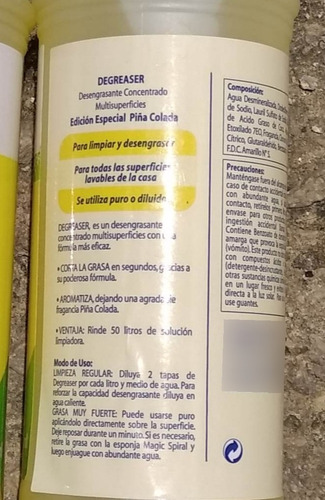 DEGREASER
Desengrasante Concentrado
Multisuperficies
Edición Especial Piña Colada
Para limpiar y desengrasar
Para todas las superficies
lavables de la casa
Se utiliza puro o diluido
DEGREASER, es un desengrasante
concentrado multisuperficies con una
fórmula más eficaz.
•CORTA LA GRASA en segundos, gracias a
su poderosa fórmula.
•AROMATIZA, dejando una agradable
fragancia Piña Colada.
•VENTAJA: Rinde 50 litros de solución
limpiadora.
Modo de Uso:
LIMPIEZA REGULAR: Diluya 2 tapas de
Degreaser por cada litro y medio de agua. Para
reforzar la capacidad desengrasante diluya en
agua caliente.
GRASA MUY FUERTE: Puede usarse puro
aplicándolo directamente sobre la superficie.
Deje reposar durante un minuto. Si es necesario,
retire la grasa con la esponja Magic Spiral y
luego enjuague con abundante agua.
Composición:
Agua Desmineralizada,
de Sodio, Lauril Sulfato de
de Acido Graso de Coco,
Etoxilado 7EO, Fragancia,
Cítrico, Glutaraldehído,
F.D.C. Amarillo Nº 5.
Precauciones:
Manténgase fuera del
caso de contacto
con abundante agua.
contacto, retírelos
envase para otros
ingestión accidental
Contiene Benzoato de
amarga que provoca
(vómito). Este producto
con compuestos
(detergente-desinfectante
otras sustancias
en un lugar fresco y
directa a la luz solar.